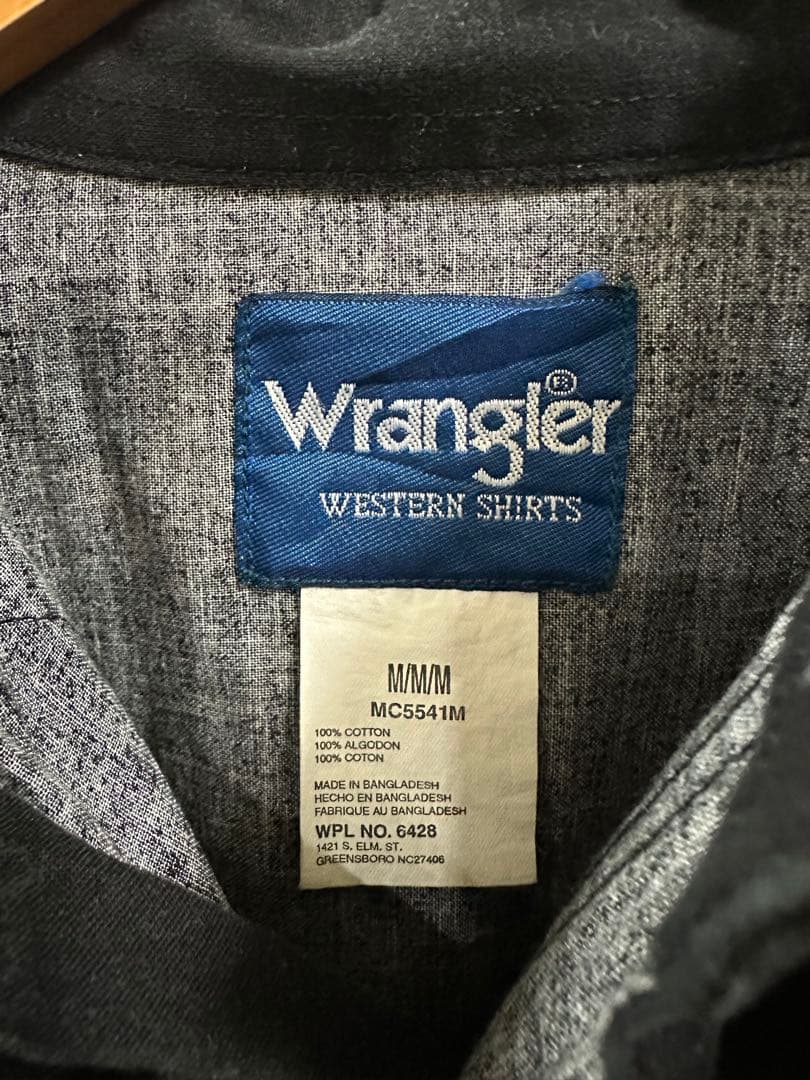 Wrangler®
WESTERN SHIRTS
M/M/M
MC5541M
100% COTTON
100% ALGODON
100% COTON
MADE IN BANGLADESH
HECHO EN BANGLADESH
FABRIQUE AU BANGLADESH
WPL NO. 6428
1421 S. ELM. ST.
GREENSBORO NC27406